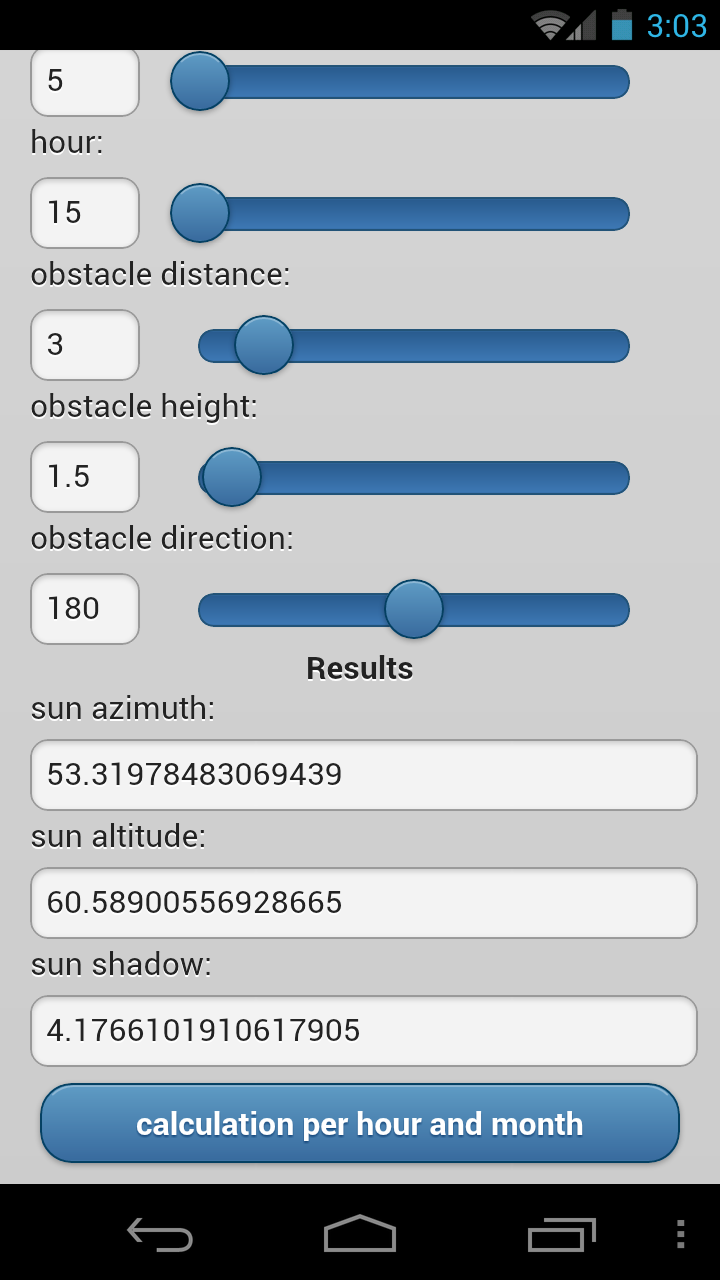 3:03
5
hour:
15
obstacle distance:
3
obstacle height:
1.5
obstacle direction:
180
Results
sun azimuth:
53.31978483069439
sun altitude:
60.58900556928665
sun shadow:
4.1766101910617905
calculation per hour and month